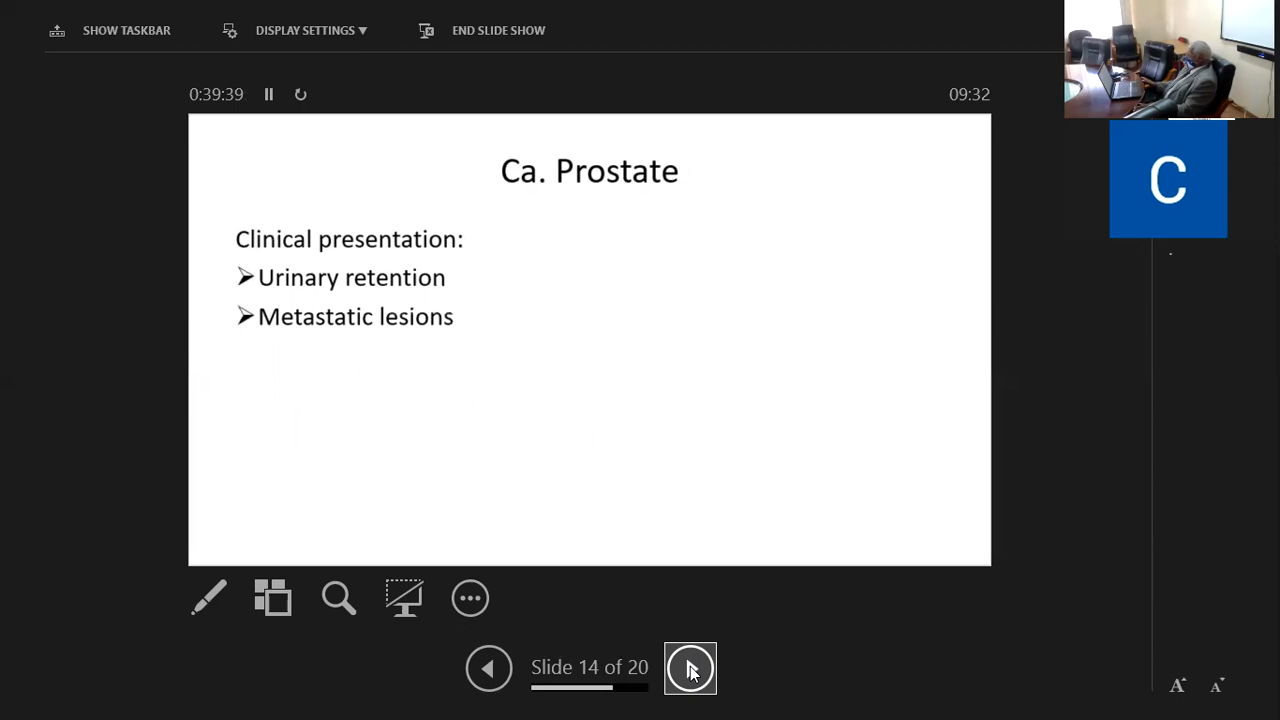 SHOW TASKBAR
DISPLAY SETTINGS ▼
END SLIDE SHOW
0:39:39
09:32
Ca. Prostate
Clinical presentation:
➢Urinary retention
➢Metastatic lesions
C
Slide 14 of 20
A
A